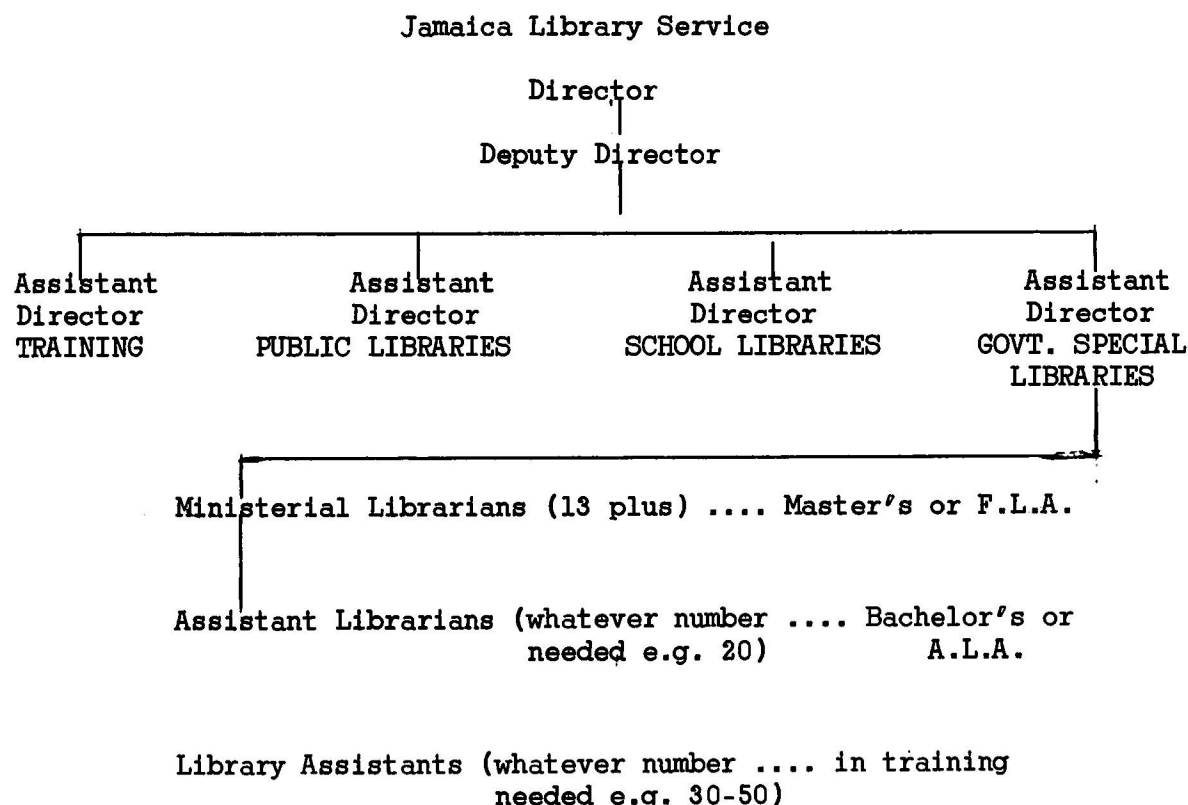 Jamaica Library Service
Director
Deputy Director
Assistant Director TRAINING
Assistant Director PUBLIC LIBRARIES
Assistant Director SCHOOL LIBRARIES
Assistant Director GOVT. SPECIAL LIBRARIES
Ministerial Librarians (13 plus) .... Master's or F.L.A.
Assistant Librarians (whatever number .... Bachelor's or
needed e.g. 20) A.L.A.
Library Assistants (whatever number .... in training
needed e.g. 30-50)